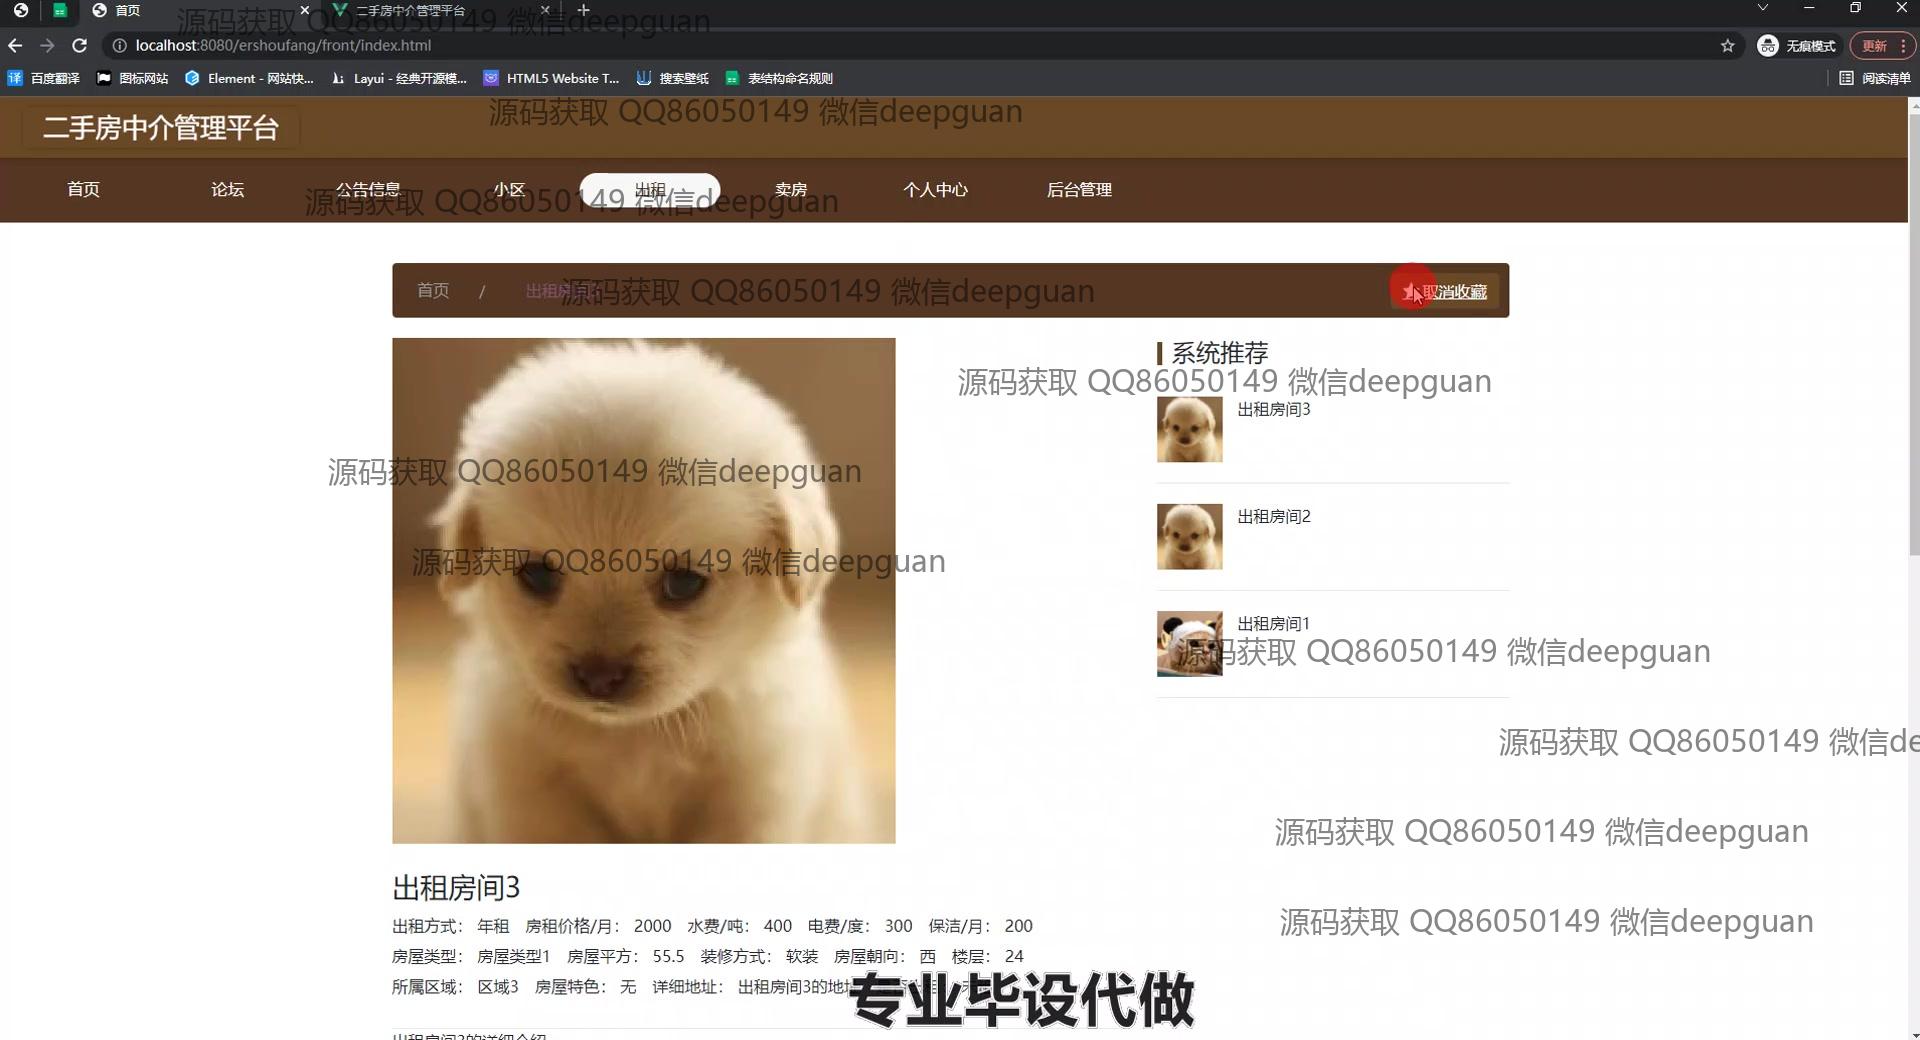 首页
二手房中介管理平台
源码获取 QQ86050149 微信deepguan
localhost:8080/ershoufang/front/index.html
无痕模式
更新
百度翻译
图标网站
Element - 网站快...
Layui - 经典开源模...
HTML5 Website T...
搜索壁纸
表结构命名规则
阅读清单
源码获取 QQ86050149 微信deepguan
二手房中介管理平台
首页 论坛 公告信息 小区 出租 卖房 个人中心 后台管理
源码获取 QQ86050149 微信deepguan
首页 /
源码获取 QQ86050149 微信deepguan
取消收藏
系统推荐
源码获取 QQ86050149 微信deepguan
出租房间3
源码获取 QQ86050149 微信deepguan
出租房间2
源码获取 QQ86050149 微信deepguan
出租房间1
源码获取 QQ86050149 微信deepguan
源码获取 QQ86050149 微信de
源码获取 QQ86050149 微信deepguan
出租房间3
源码获取 QQ86050149 微信deepguan
出租方式： 年租 房租价格/月： 2000 水费/吨： 400 电费/度： 300 保洁/月： 200
房屋类型： 房屋类型1 房屋平方： 55.5 装修方式： 软装 房屋朝向： 西 楼层： 24
所属区域： 区域3 房屋特色： 无 详细地址： 出租房间3的地
专业毕设代做
出租房间3的详细介绍